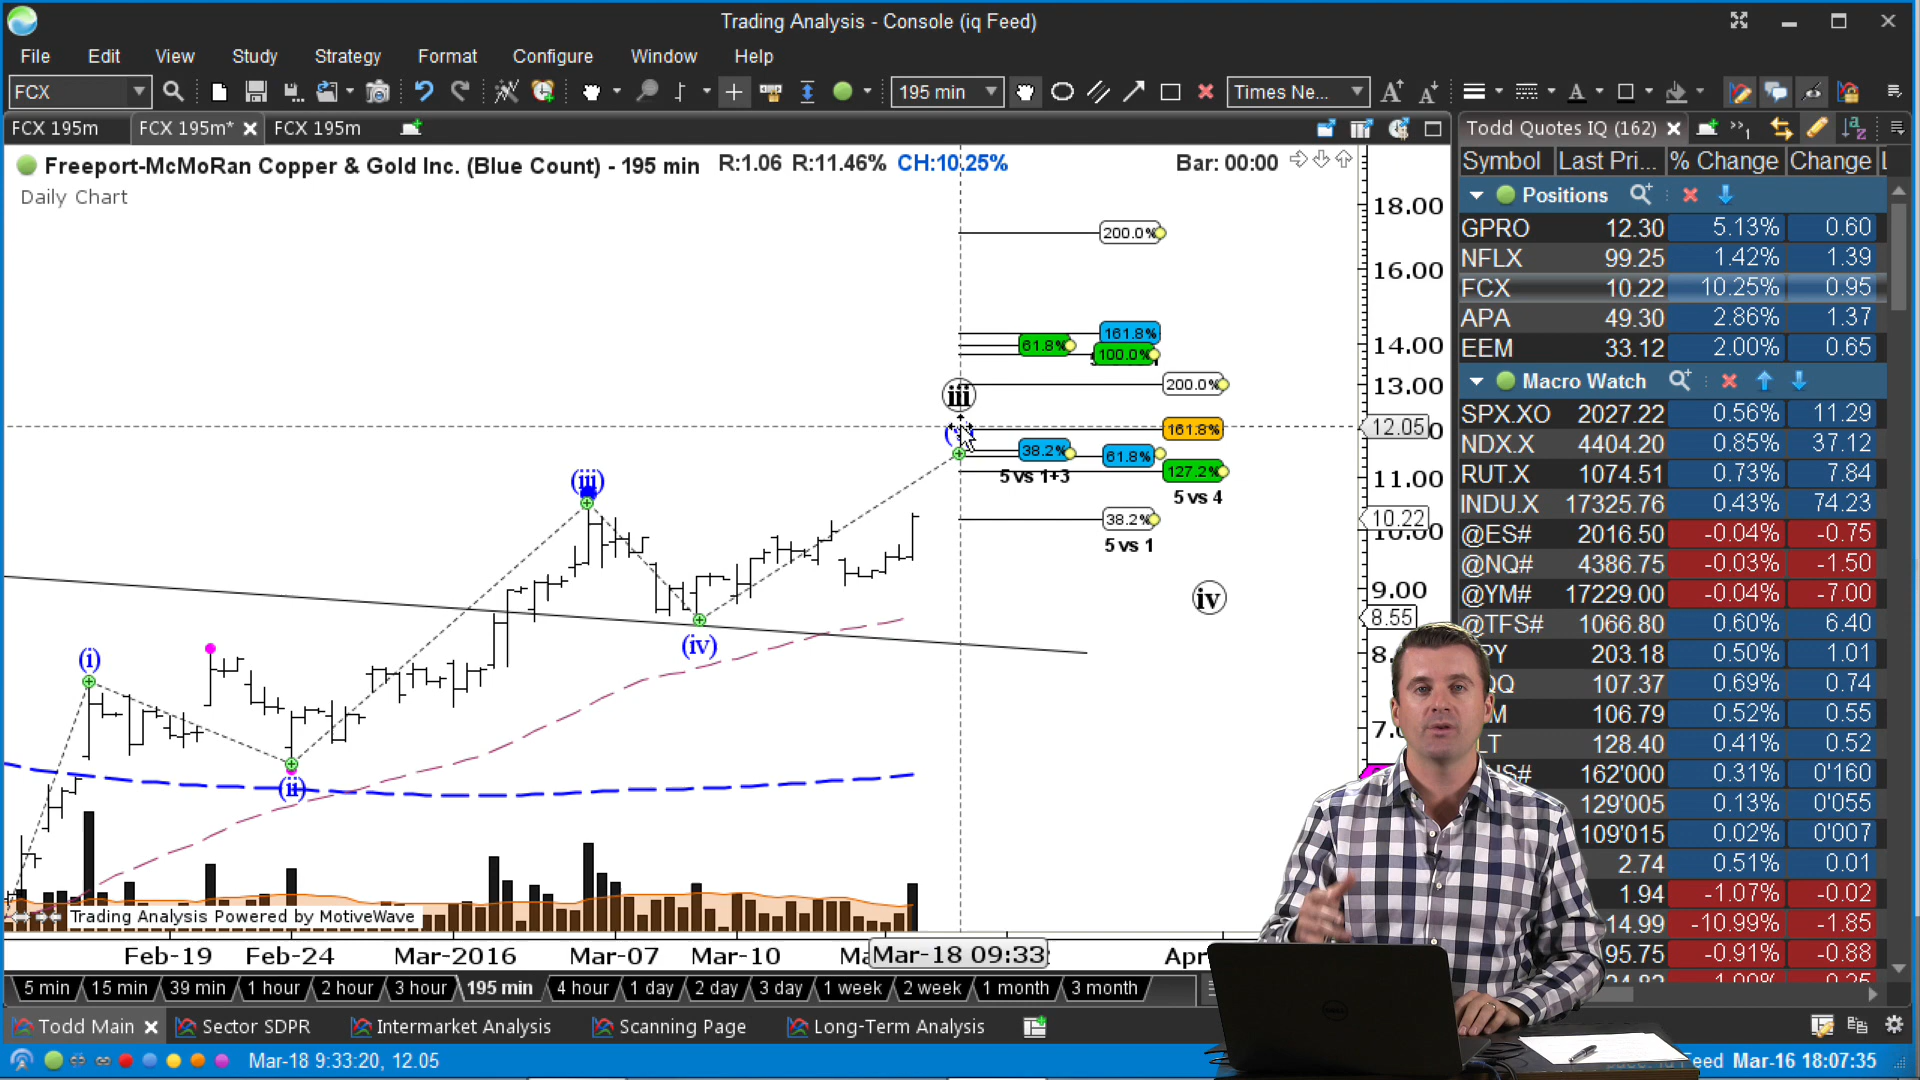 Trading Analysis - Console (iq Feed)
File Edit View Study Strategy Format Configure Window Help
FCX 195 min Times Ne...
FCX 195m FCX 195m* FCX 195m
Todd Quotes IQ (162)
Freeport-McMoRan Copper & Gold Inc. (Blue Count) - 195 min R:1.06 R:11.46% CH:10.25% Bar: 00:00
Daily Chart
Symbol Last Pri... % Change Change
Positions
GPRO 12.30 5.13% 0.60
NFLX 99.25 1.42% 1.39
FCX 10.22 10.25% 0.95
APA 49.30 2.86% 1.37
EEM 33.12 2.00% 0.65
Macro Watch
SPX.XO 2027.22 0.56% 11.29
NDX.X 4404.20 0.85% 37.12
RUT.X 1074.51 0.73% 7.84
INDU.X 17325.76 0.43% 74.23
@ES# 2016.50 -0.04% -0.75
@NQ# 4386.75 -0.03% -1.50
@YM# 17229.00 -0.04% -7.00
@TFS# 1066.80 0.60% 6.40
PY 203.18 0.50% 1.01
107.37 0.69% 0.74
106.79 0.52% 0.55
LT 128.40 0.41% 0.52
162'000 0.31% 0'160
129'005 0.13% 0'055
109'015 0.02% 0'007
2.74 0.51% 0.01
1.94 -1.07% -0.02
14.99 -10.99% -1.85
95.75 -0.91% -0.88
18.00
16.00
14.00
13.00
12.05
11.00
10.22
10.00
9.00
8.55
200.0%
161.8%
61.8%
100.0%
200.0%
iii
161.8%
38.2%
61.8%
5 vs 1+3
127.2%
5 vs 4
38.2%
5 vs 1
iv
(iii)
(iv)
(i)
(ii)
Trading Analysis Powered by MotiveWave
Feb-19 Feb-24 Mar-2016 Mar-07 Mar-10 Mar-18 09:33
5 min 15 min 39 min 1 hour 2 hour 3 hour 195 min 4 hour 1 day 2 day 3 day 1 week 2 week 1 month 3 month
Todd Main Sector SDPR Intermarket Analysis Scanning Page Long-Term Analysis
Mar-18 9:33:20, 12.05
Feed Mar-16 18:07:35
DELL